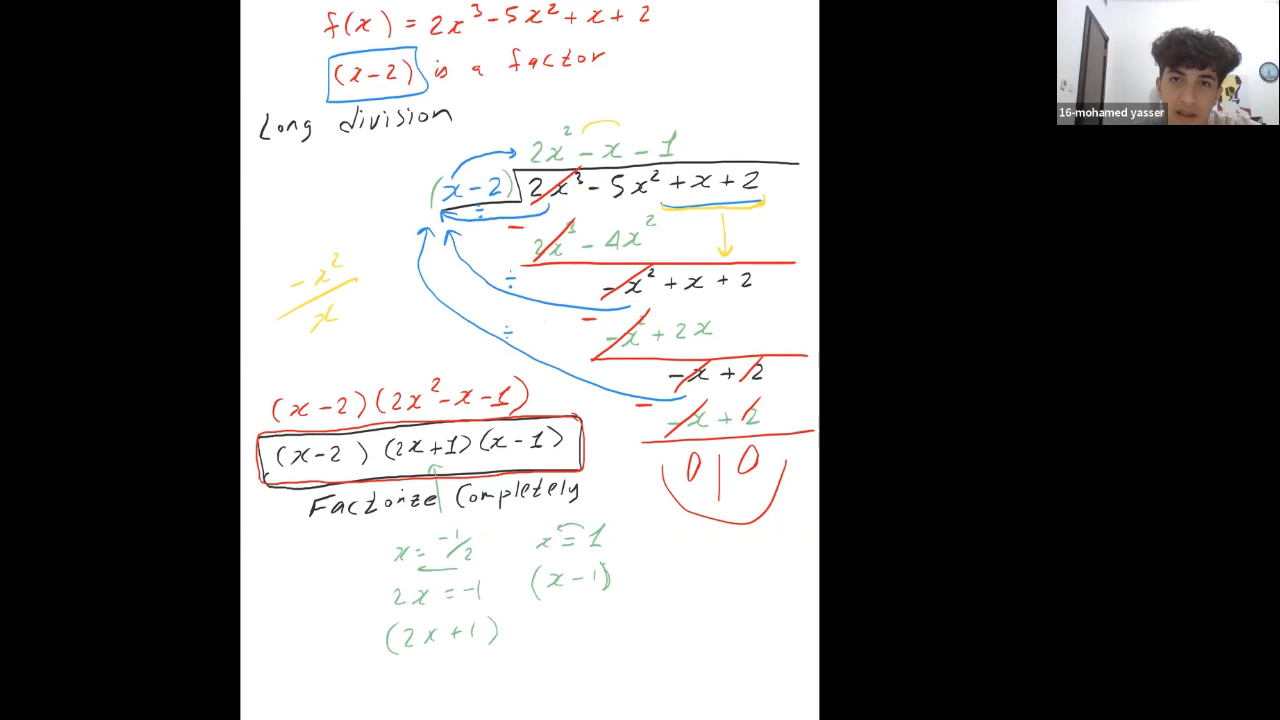 f(x) = 2x³ - 5x² + x + 2
(x-2) is a factor
Long division
2x² - x - 1
(x-2) 2x³ - 5x² + x + 2
÷
-
2x³ - 4x²
÷
-x² + x + 2
-x²
x
-
-x² + 2x
÷
-x + 2
-
-x + 2
0 | 0
(x-2)(2x² - x - 1)
(x-2) (2x+1)(x-1)
Factorize Completely
x = -1/2
x = 1
2x = -1
(x-1)
(2x+1)
16-mohamed yasser